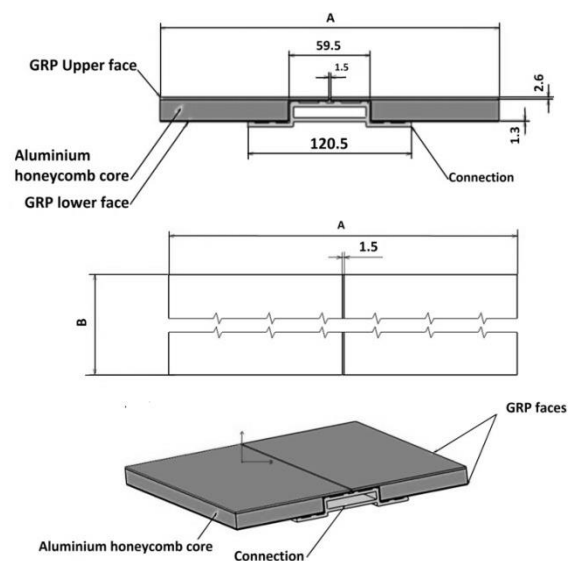 A
59.5
1.5
GRP Upper face
2.6
1.3
Aluminium
honeycomb core
120.5
Connection
GRP lower face
A
1.5
B
GRP faces
Aluminium honeycomb core
Connection